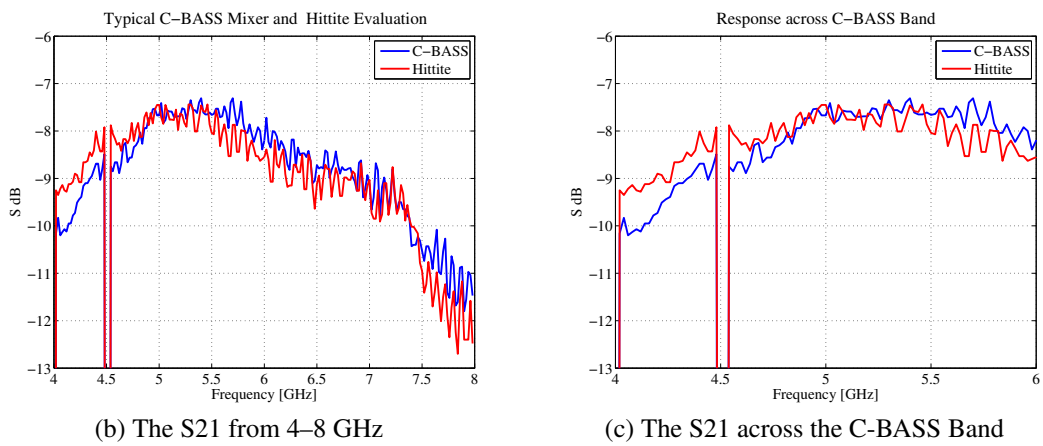 Typical C−BASS Mixer and Hittite Evaluation
−6
−7
−8
−9
−10
−11
−12
−13
S dB
4 4.5 5 5.5 6 6.5 7 7.5 8
Frequency [GHz]
C−BASS
Hittite
(b) The S21 from 4–8 GHz
Response across C−BASS Band
−6
−7
−8
−9
−10
−11
−12
−13
S dB
4 4.5 5 5.5 6
Frequency [GHz]
C−BASS
Hittite
(c) The S21 across the C-BASS Band